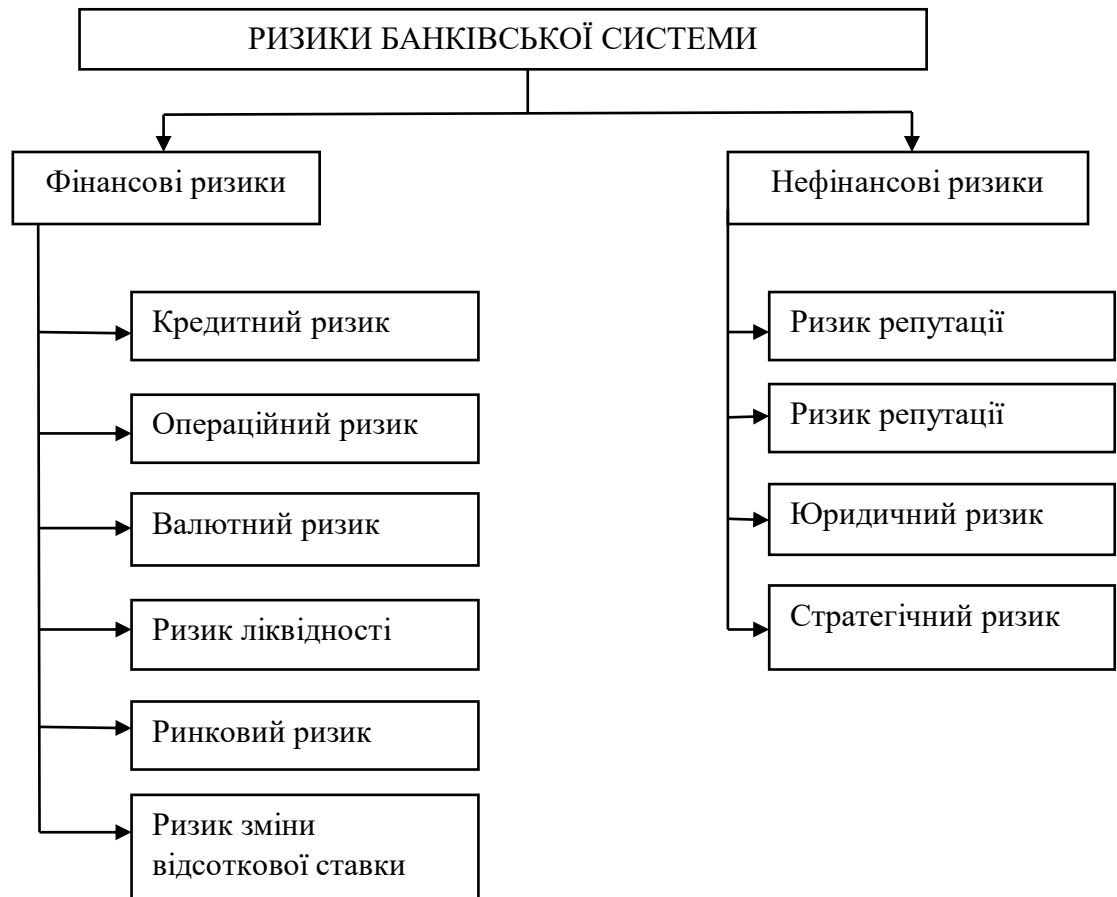 РИЗИКИ БАНКІВСЬКОЇ СИСТЕМИ
Фінансові ризики
Кредитний ризик
Операційний ризик
Валютний ризик
Ризик ліквідності
Ринковий ризик
Ризик зміни
відсоткової ставки
Нефінансові ризики
Ризик репутації
Ризик репутації
Юридичний ризик
Стратегічний ризик